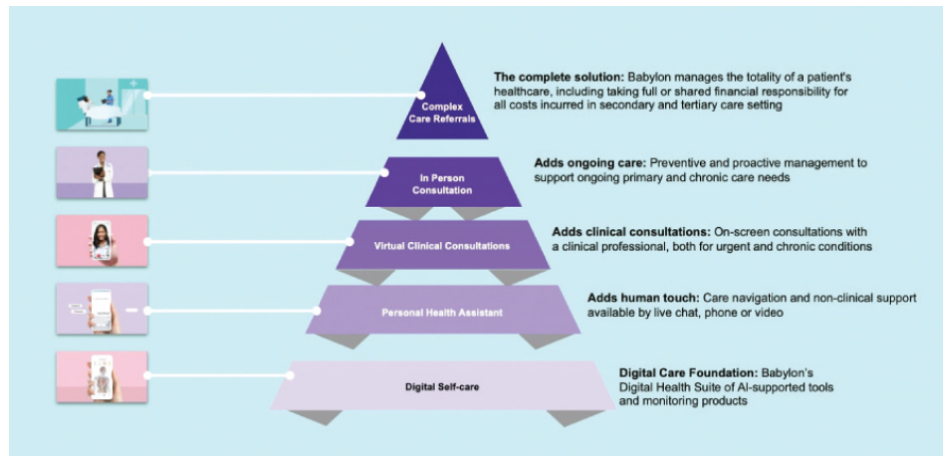 The complete solution: Babylon manages the totality of a patient's
healthcare, including taking full or shared financial responsibility for
all costs incurred in secondary and tertiary care setting
Complex
Care Referrals
Adds ongoing care: Preventive and proactive management to
support ongoing primary and chronic care needs
In Person
Consultation
Adds clinical consultations: On-screen consultations with
a clinical professional, both for urgent and chronic conditions
Virtual Clinical Consultations
Adds human touch: Care navigation and non-clinical support
available by live chat, phone or video
Personal Health Assistant
Digital Care Foundation: Babylon's
Digital Health Suite of AI-supported tools
and monitoring products
Digital Self-care